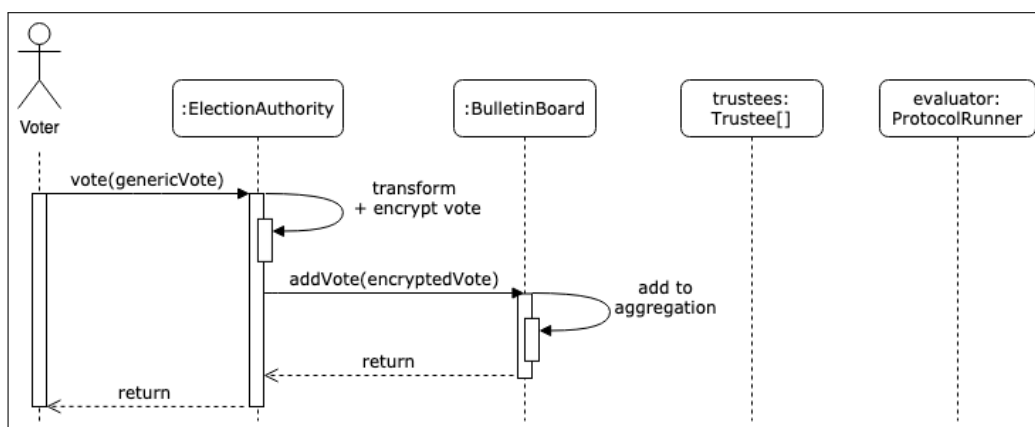 Voter
:ElectionAuthority
:BulletinBoard
trustees:
Trustee[]
evaluator:
ProtocolRunner
vote(genericVote)
transform
+ encrypt vote
addVote(encryptedVote)
add to
aggregation
return
return